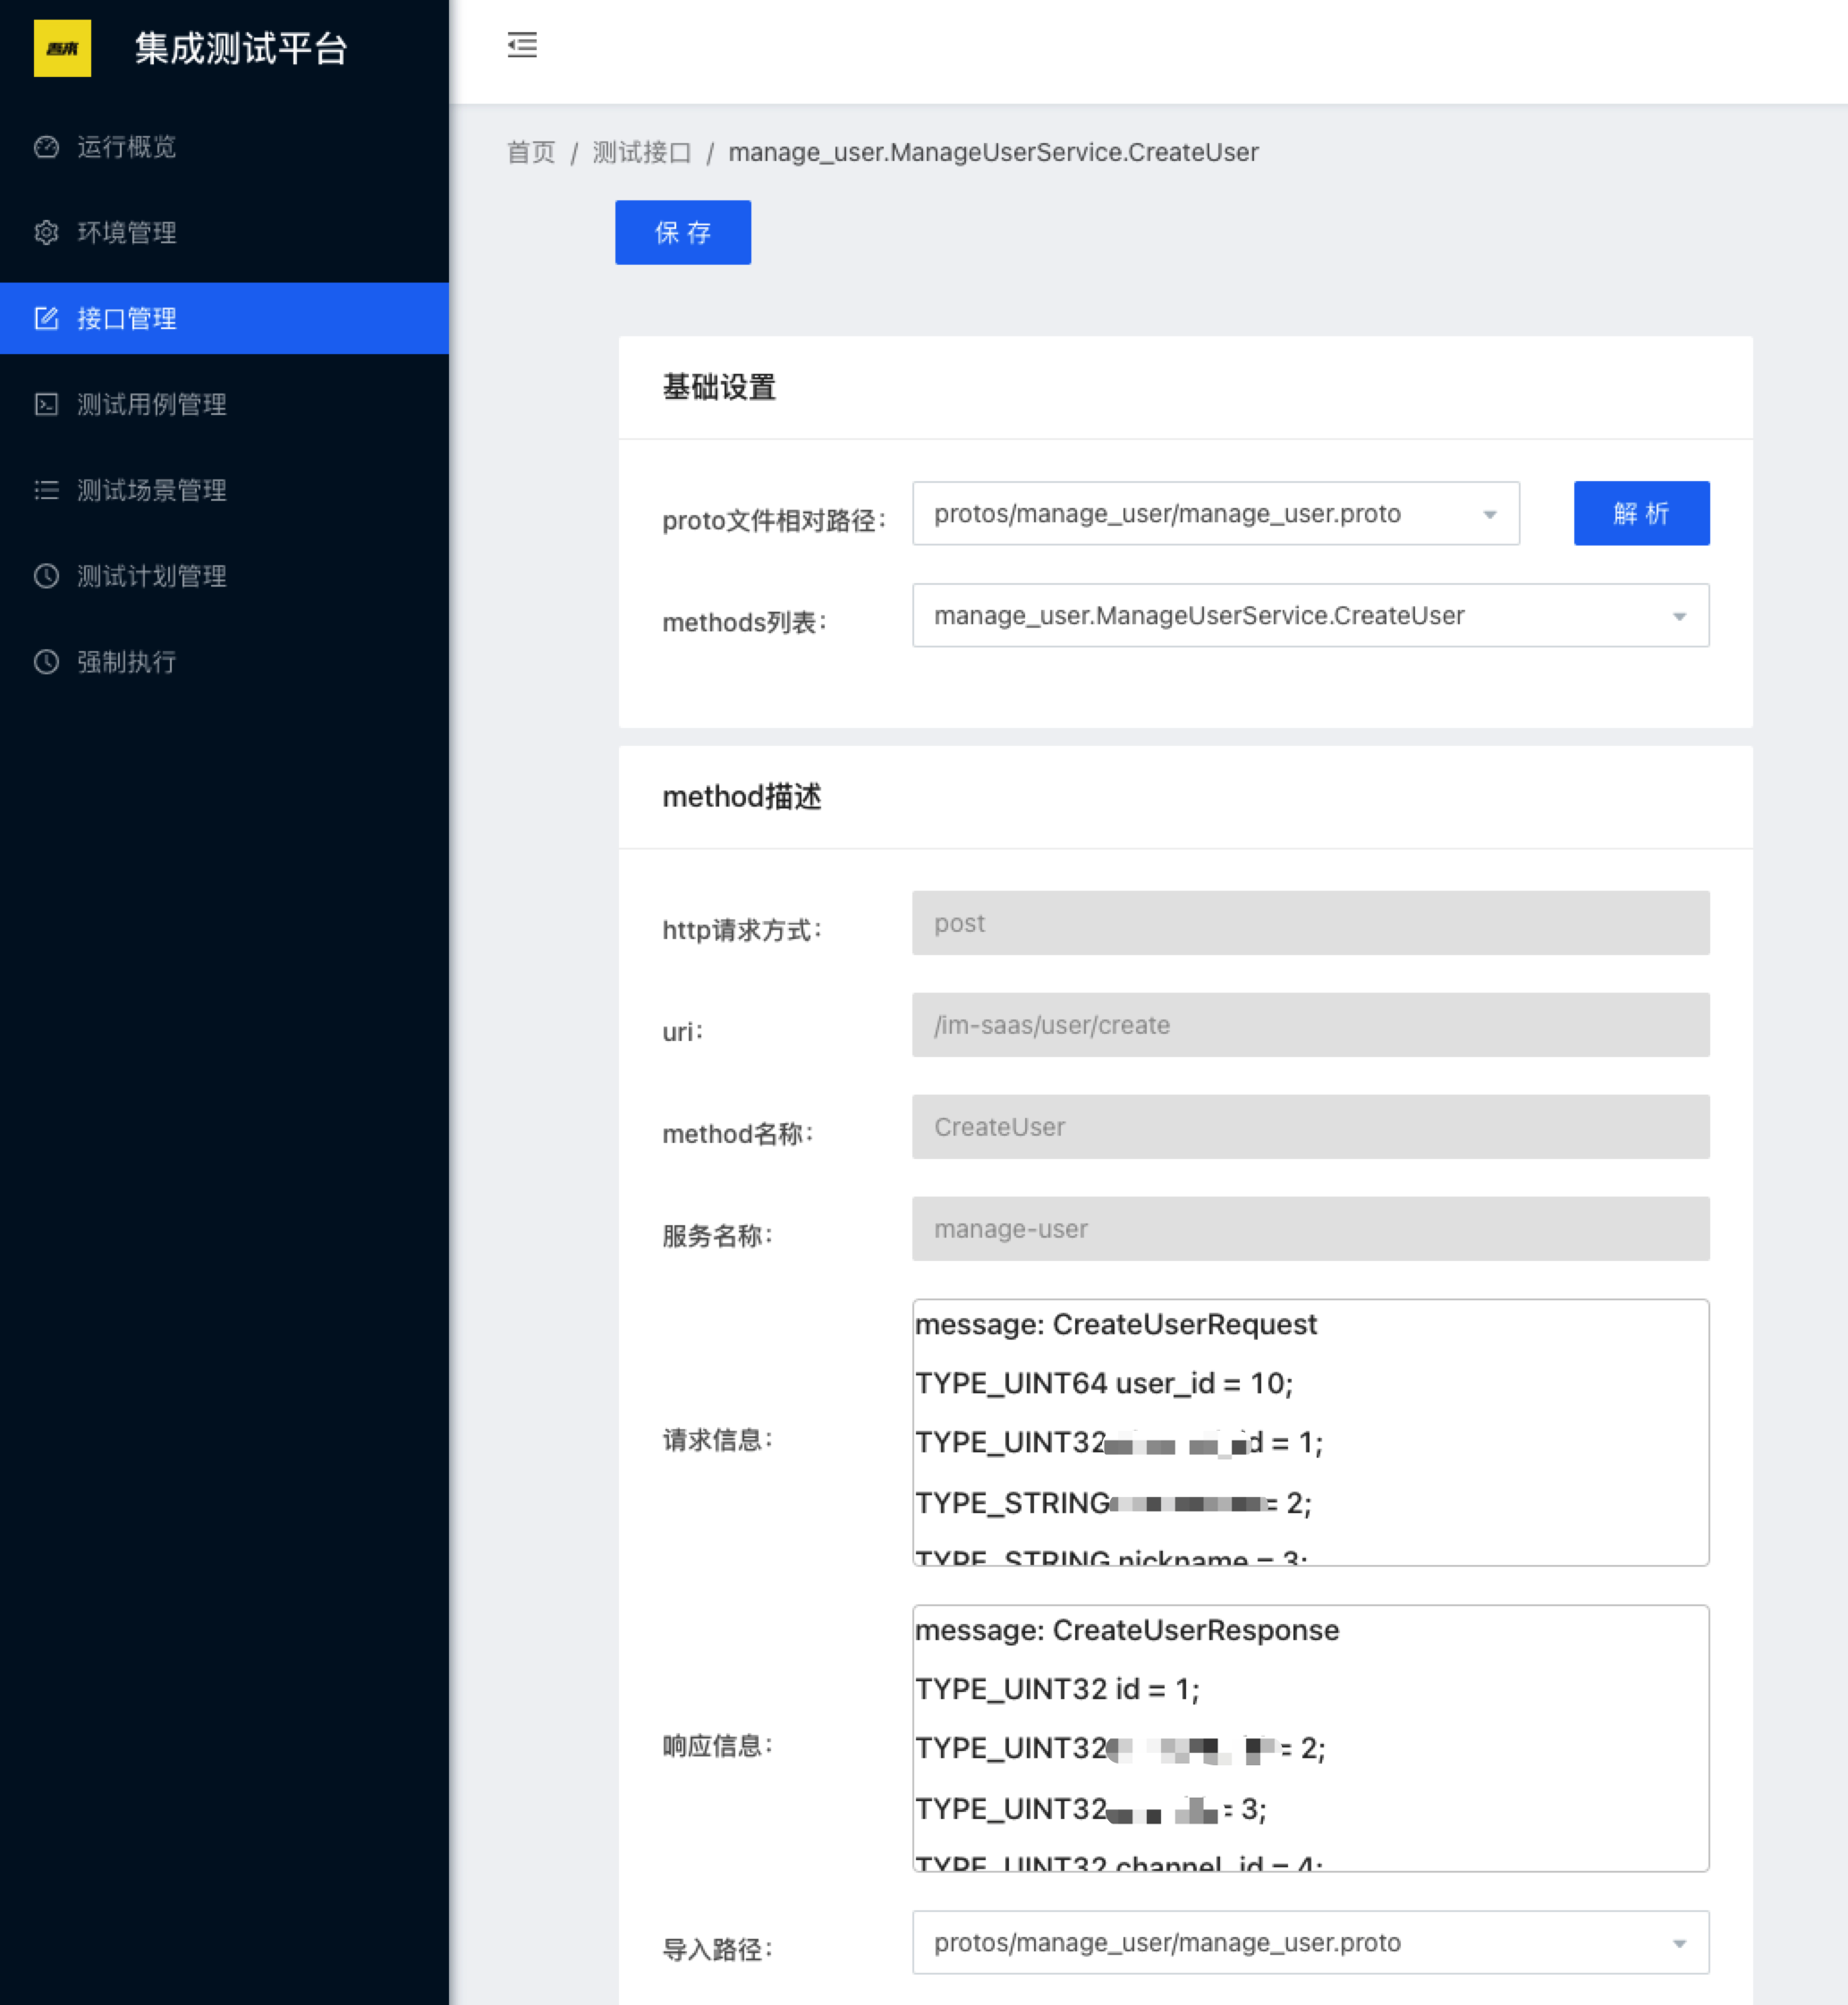 吾来
集成测试平台
运行概览
环境管理
接口管理
测试用例管理
测试场景管理
测试计划管理
强制执行
首页 / 测试接口 / manage_user.ManageUserService.CreateUser
保 存
基础设置
proto文件相对路径: protos/manage_user/manage_user.proto 解 析
methods列表: manage_user.ManageUserService.CreateUser
method描述
http请求方式: post
uri: /im-saas/user/create
method名称: CreateUser
服务名称: manage-user
请求信息:
message: CreateUserRequest
TYPE_UINT64 user_id = 10;
TYPE_UINT32 = 1;
TYPE_STRING = 2;
TYPE_STRING nickname = 3;
响应信息:
message: CreateUserResponse
TYPE_UINT32 id = 1;
TYPE_UINT32 = 2;
TYPE_UINT32 = 3;
TYPE_UINT32 channel_id = 4;
导入路径: protos/manage_user/manage_user.proto